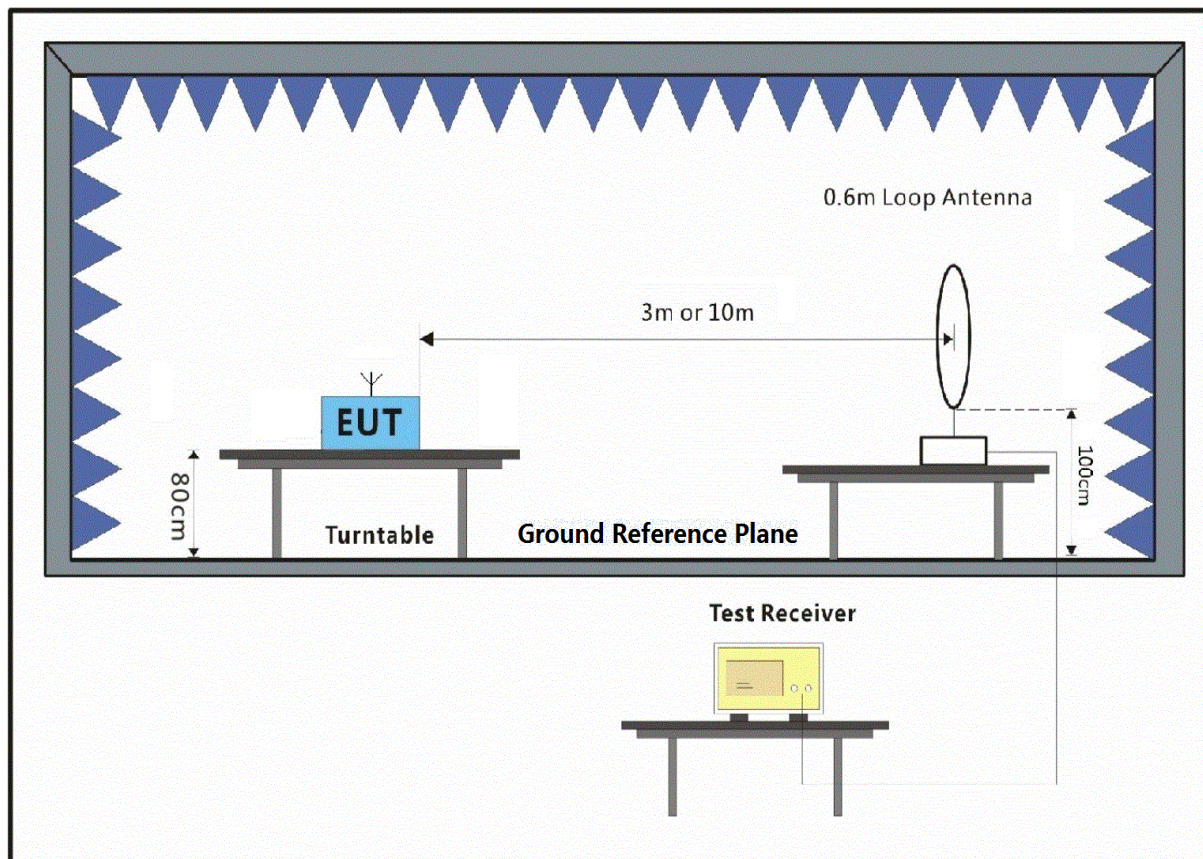 0.6m Loop Antenna
3m or 10m
EUT
80cm
100cm
Turntable
Ground Reference Plane
Test Receiver